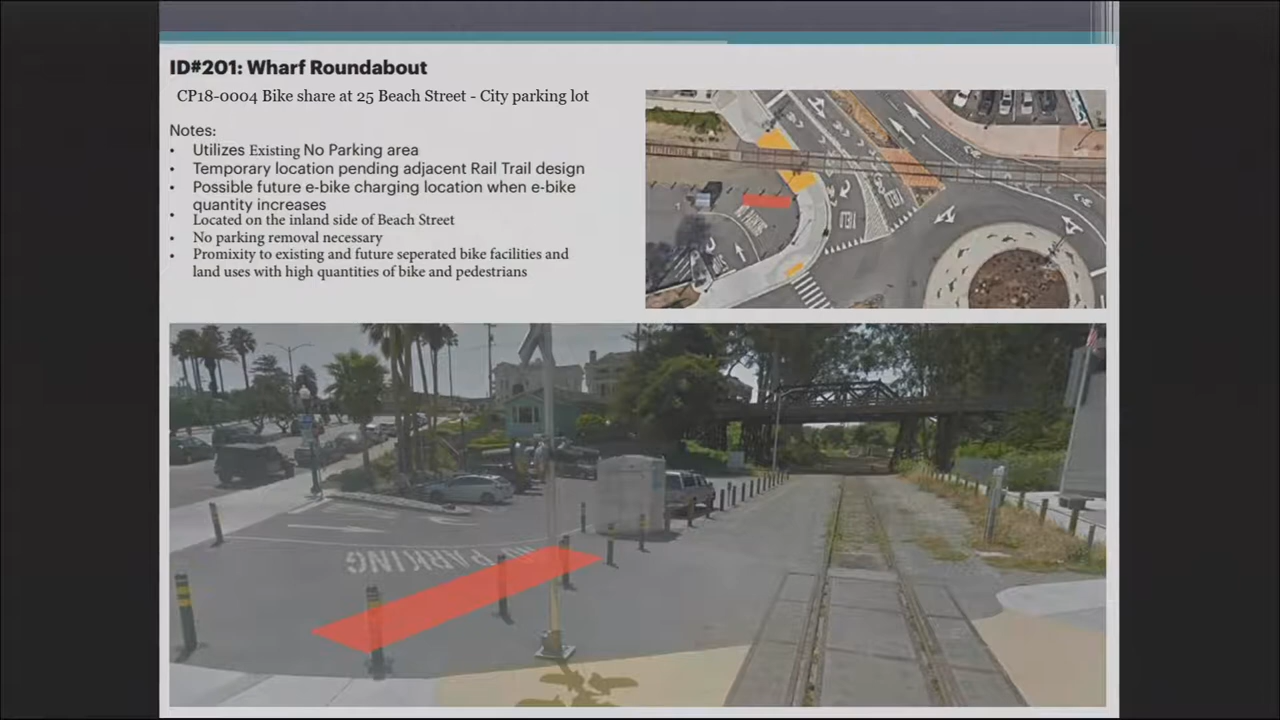 ID#201: Wharf Roundabout
CP18-0004 Bike share at 25 Beach Street - City parking lot
Notes:
• Utilizes Existing No Parking area
• Temporary location pending adjacent Rail Trail design
• Possible future e-bike charging location when e-bike
quantity increases
• Located on the inland side of Beach Street
• No parking removal necessary
• Promixity to existing and future seperated bike facilities and
land uses with high quantities of bike and pedestrians
NO PARKING
NO PARKING